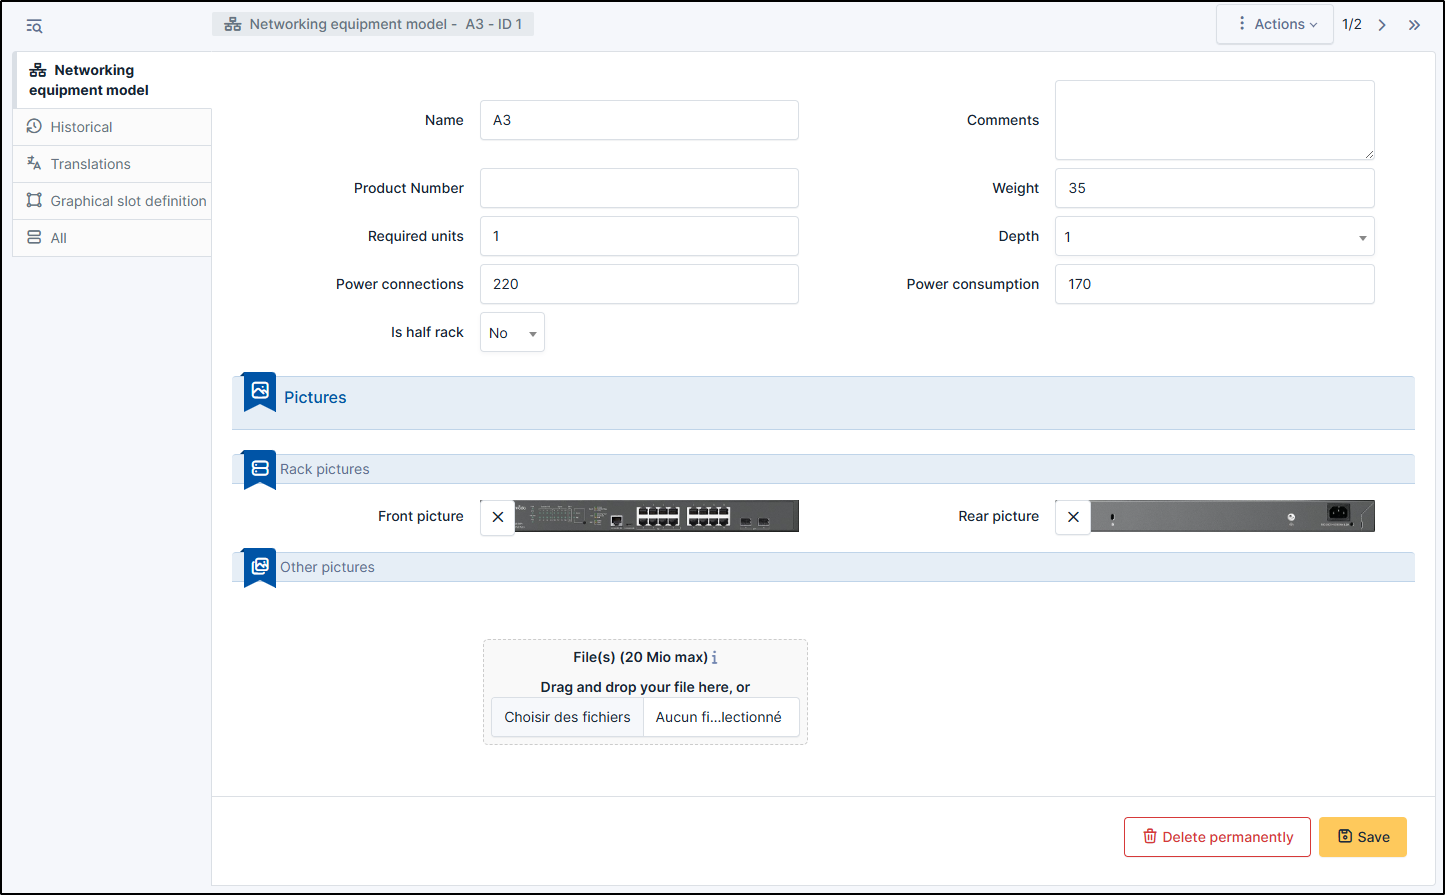 Networking equipment model - A3 - ID 1
Actions
1/2
Networking
equipment model
Historical
Translations
Graphical slot definition
All
Name
A3
Comments
Product Number
Weight
35
Required units
1
Depth
1
Power connections
220
Power consumption
170
Is half rack
No
Pictures
Rack pictures
Front picture
Rear picture
Other pictures
File(s) (20 Mio max)
Drag and drop your file here, or
Choisir des fichiers
Aucun fi...lectionné
Delete permanently
Save